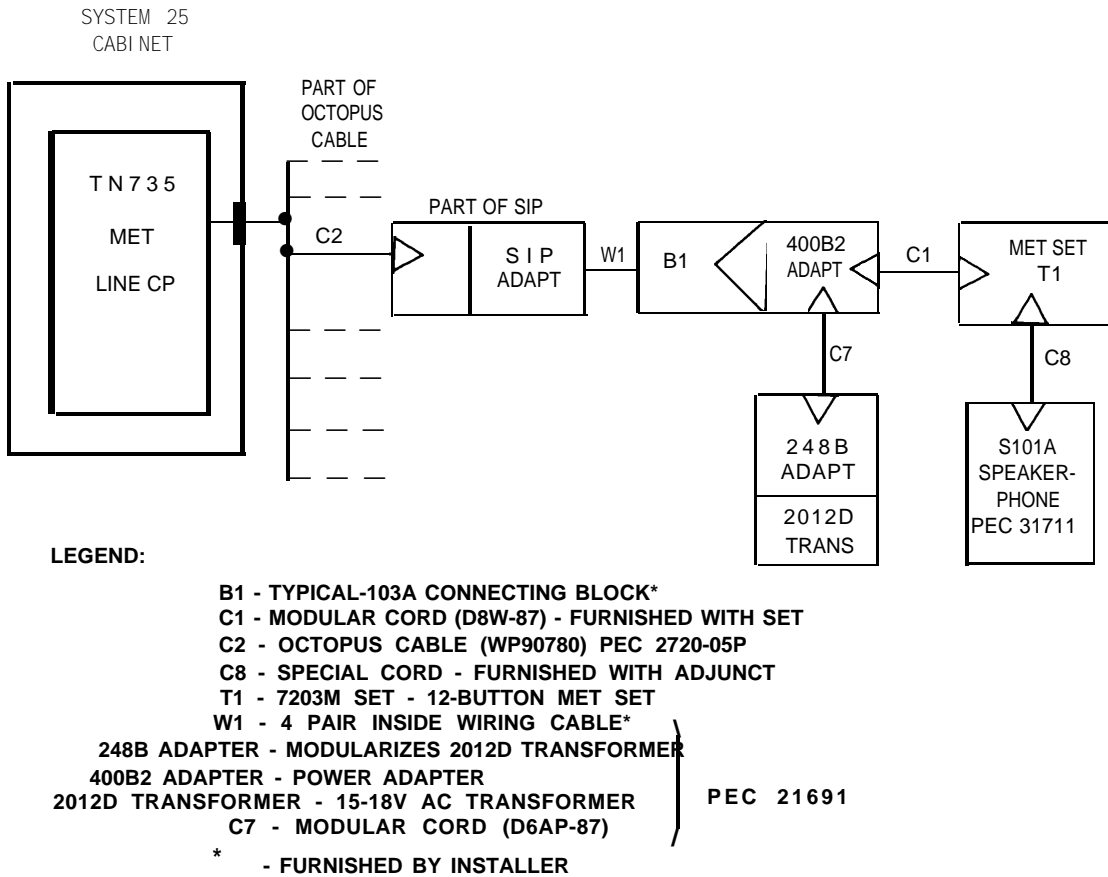 SYSTEM 25
CABINET
PART OF
OCTOPUS
CABLE
TN735
MET
LINE CP
C2
PART OF SIP
SIP
ADAPT
W1
B1
400B2
ADAPT
C1
MET SET
T1
C7
C8
248B
ADAPT
2012D
TRANS
S101A
SPEAKER-
PHONE
PEC 31711
LEGEND:
B1 - TYPICAL-103A CONNECTING BLOCK*
C1 - MODULAR CORD (D8W-87) - FURNISHED WITH SET
C2 - OCTOPUS CABLE (WP90780) PEC 2720-05P
C8 - SPECIAL CORD - FURNISHED WITH ADJUNCT
T1 - 7203M SET - 12-BUTTON MET SET
W1 - 4 PAIR INSIDE WIRING CABLE*
248B ADAPTER - MODULARIZES 2012D TRANSFORMER
400B2 ADAPTER - POWER ADAPTER
2012D TRANSFORMER - 15-18V AC TRANSFORMER
C7 - MODULAR CORD (D6AP-87)
PEC 21691
* - FURNISHED BY INSTALLER